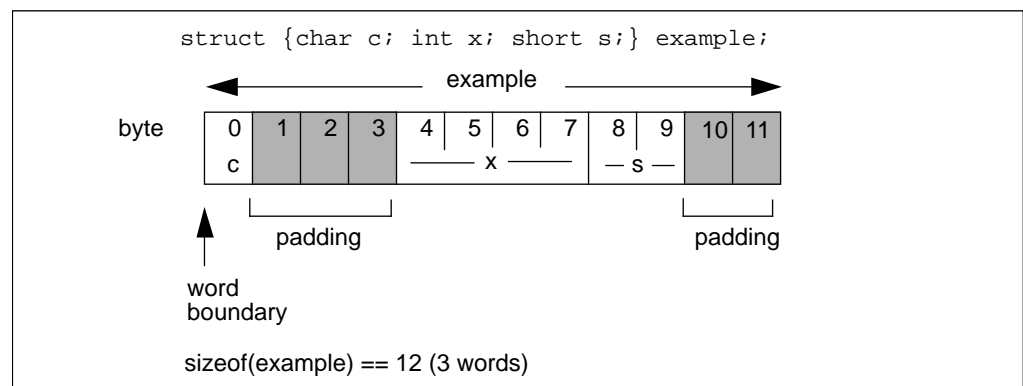 struct {char c; int x; short s;} example;
example
byte 0 1 2 3 4 5 6 7 8 9 10 11
c x s
padding padding
word
boundary
sizeof(example) == 12 (3 words)